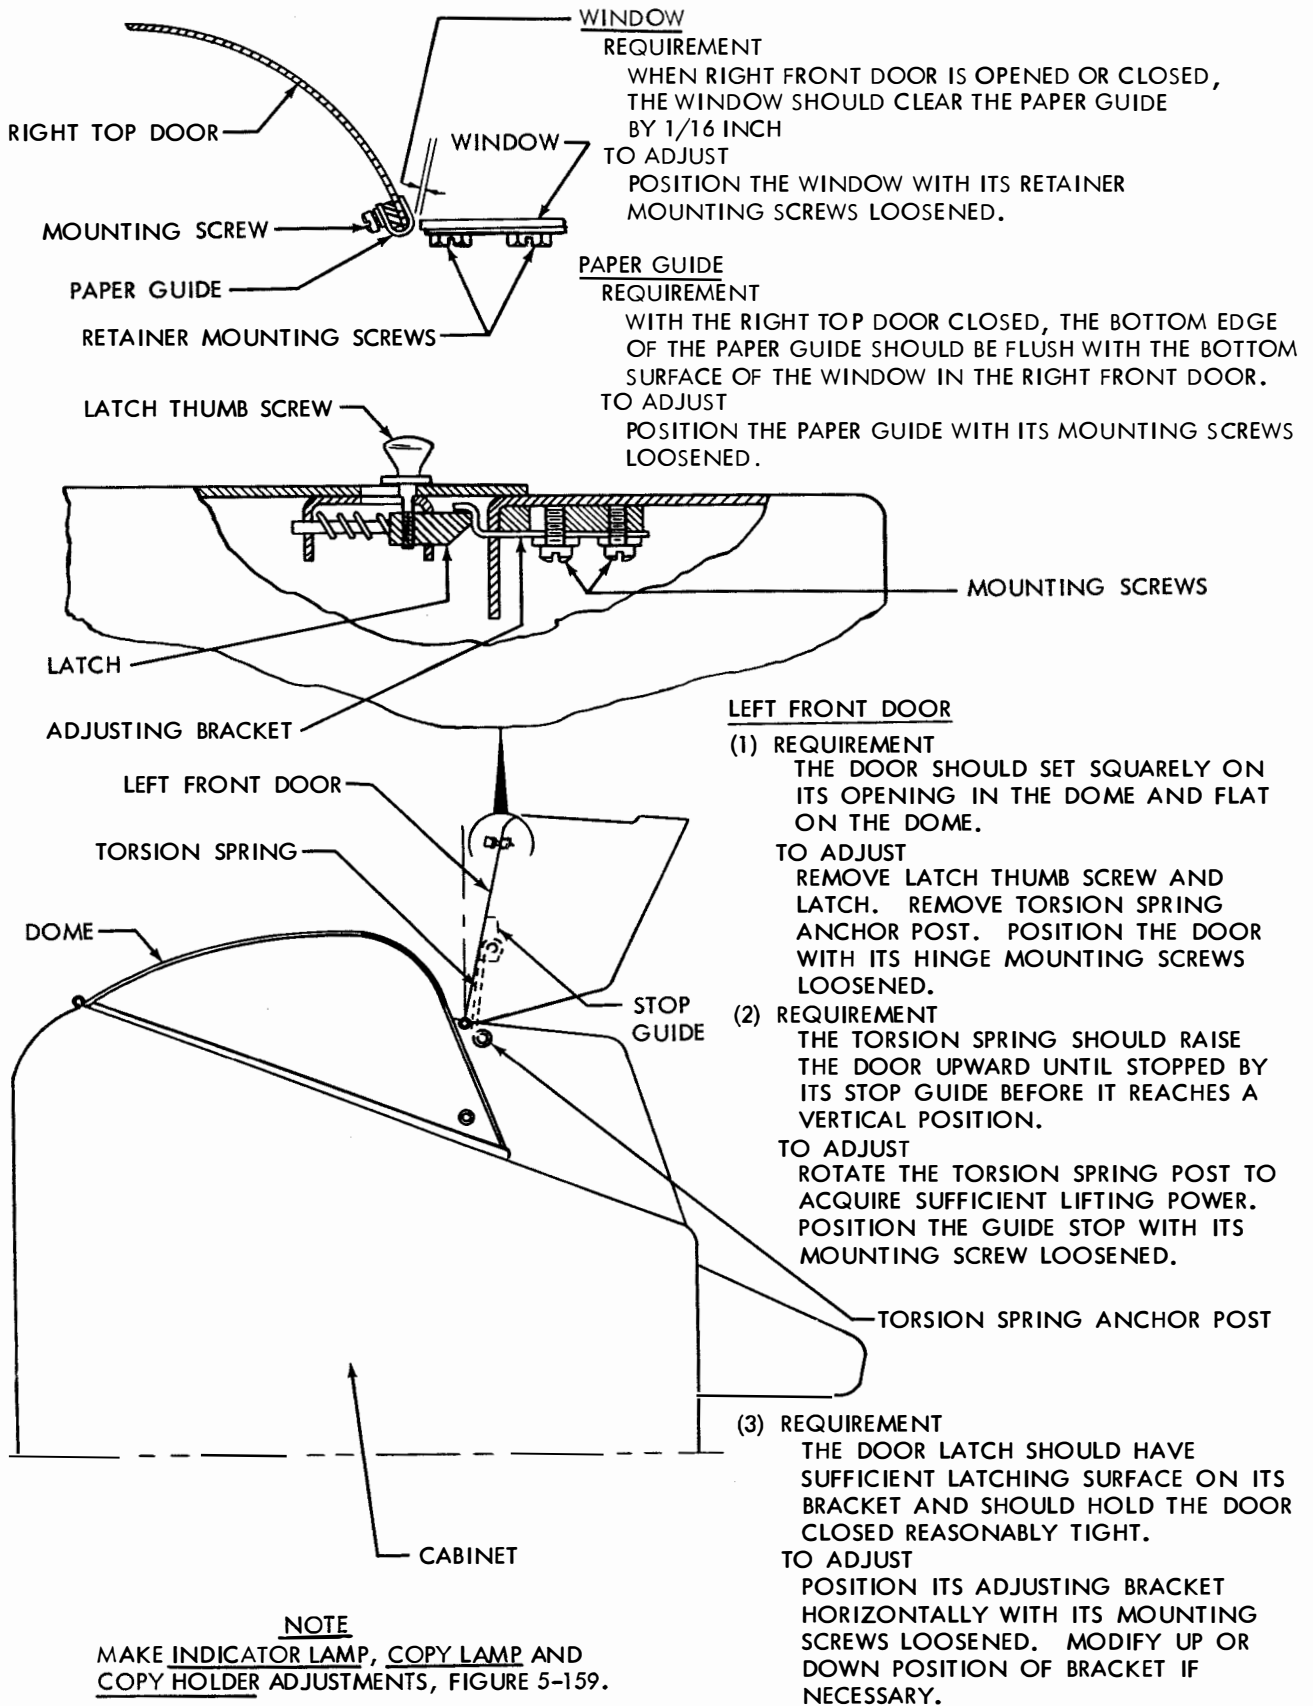 WINDOW
REQUIREMENT
WHEN RIGHT FRONT DOOR IS OPENED OR CLOSED,
THE WINDOW SHOULD CLEAR THE PAPER GUIDE
BY 1/16 INCH
TO ADJUST
POSITION THE WINDOW WITH ITS RETAINER
MOUNTING SCREWS LOOSENED.
RIGHT TOP DOOR
WINDOW
MOUNTING SCREW
PAPER GUIDE
RETAINER MOUNTING SCREWS
PAPER GUIDE
REQUIREMENT
WITH THE RIGHT TOP DOOR CLOSED, THE BOTTOM EDGE
OF THE PAPER GUIDE SHOULD BE FLUSH WITH THE BOTTOM
SURFACE OF THE WINDOW IN THE RIGHT FRONT DOOR.
TO ADJUST
POSITION THE PAPER GUIDE WITH ITS MOUNTING SCREWS
LOOSENED.
LATCH THUMB SCREW
MOUNTING SCREWS
LATCH
ADJUSTING BRACKET
LEFT FRONT DOOR
TORSION SPRING
DOME
STOP
GUIDE
LEFT FRONT DOOR
(1) REQUIREMENT
THE DOOR SHOULD SET SQUARELY ON
ITS OPENING IN THE DOME AND FLAT
ON THE DOME.
TO ADJUST
REMOVE LATCH THUMB SCREW AND
LATCH. REMOVE TORSION SPRING
ANCHOR POST. POSITION THE DOOR
WITH ITS HINGE MOUNTING SCREWS
LOOSENED.
(2) REQUIREMENT
THE TORSION SPRING SHOULD RAISE
THE DOOR UPWARD UNTIL STOPPED BY
ITS STOP GUIDE BEFORE IT REACHES A
VERTICAL POSITION.
TO ADJUST
ROTATE THE TORSION SPRING POST TO
ACQUIRE SUFFICIENT LIFTING POWER.
POSITION THE GUIDE STOP WITH ITS
MOUNTING SCREW LOOSENED.
TORSION SPRING ANCHOR POST
(3) REQUIREMENT
THE DOOR LATCH SHOULD HAVE
SUFFICIENT LATCHING SURFACE ON ITS
BRACKET AND SHOULD HOLD THE DOOR
CLOSED REASONABLY TIGHT.
TO ADJUST
POSITION ITS ADJUSTING BRACKET
HORIZONTALLY WITH ITS MOUNTING
SCREWS LOOSENED. MODIFY UP OR
DOWN POSITION OF BRACKET IF
NECESSARY.
CABINET
NOTE
MAKE INDICATOR LAMP, COPY LAMP AND
COPY HOLDER ADJUSTMENTS, FIGURE 5-159.